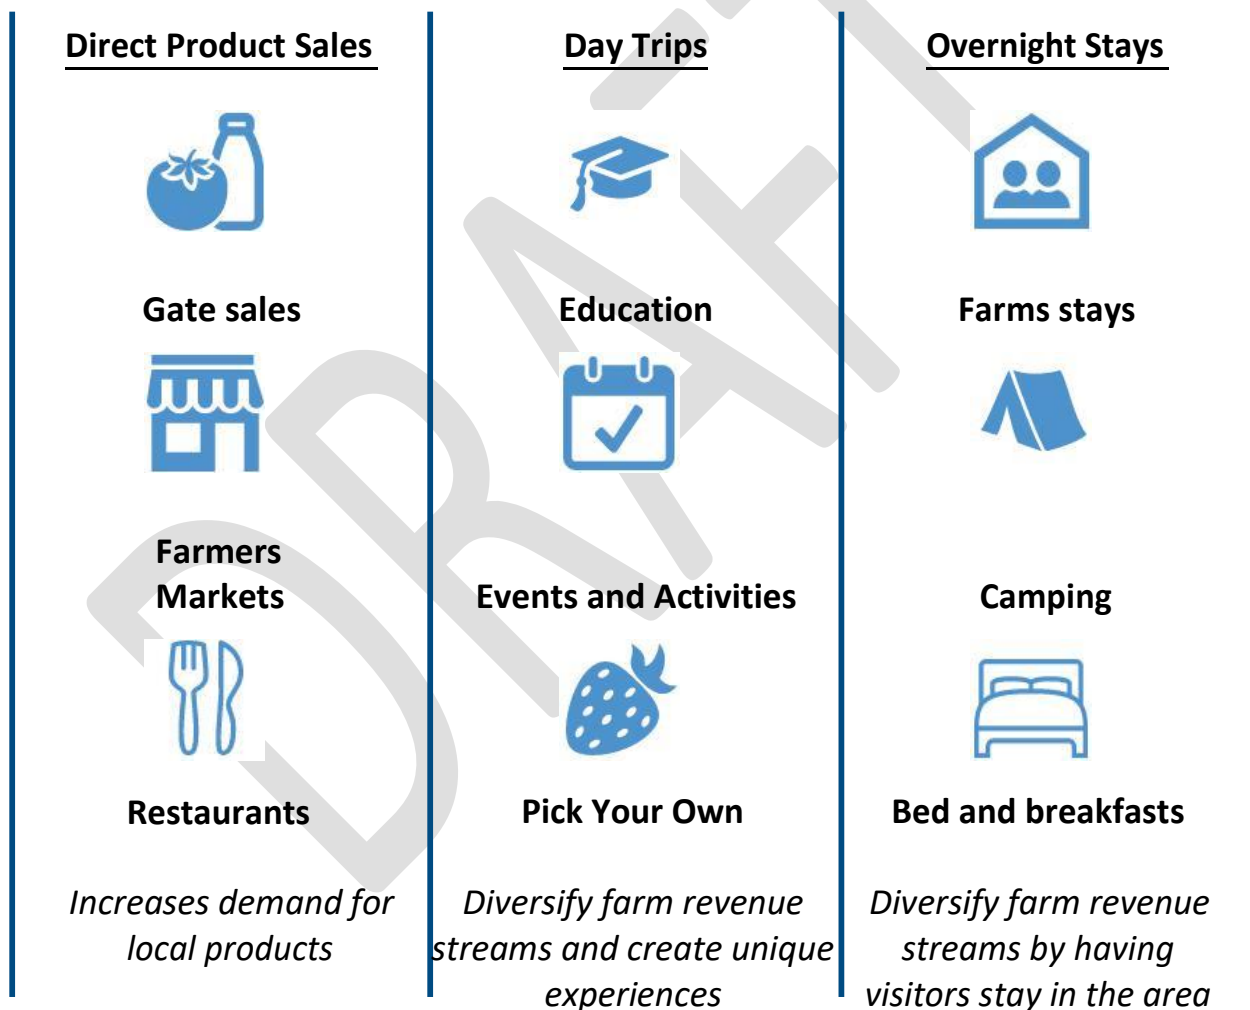 Direct Product Sales
Gate sales
Farmers
Markets
Restaurants
Increases demand for
local products
Day Trips
Education
Events and Activities
Pick Your Own
Diversify farm revenue
streams and create unique
experiences
Overnight Stays
Farms stays
Camping
Bed and breakfasts
Diversify farm revenue
streams by having
visitors stay in the area
DRAFT